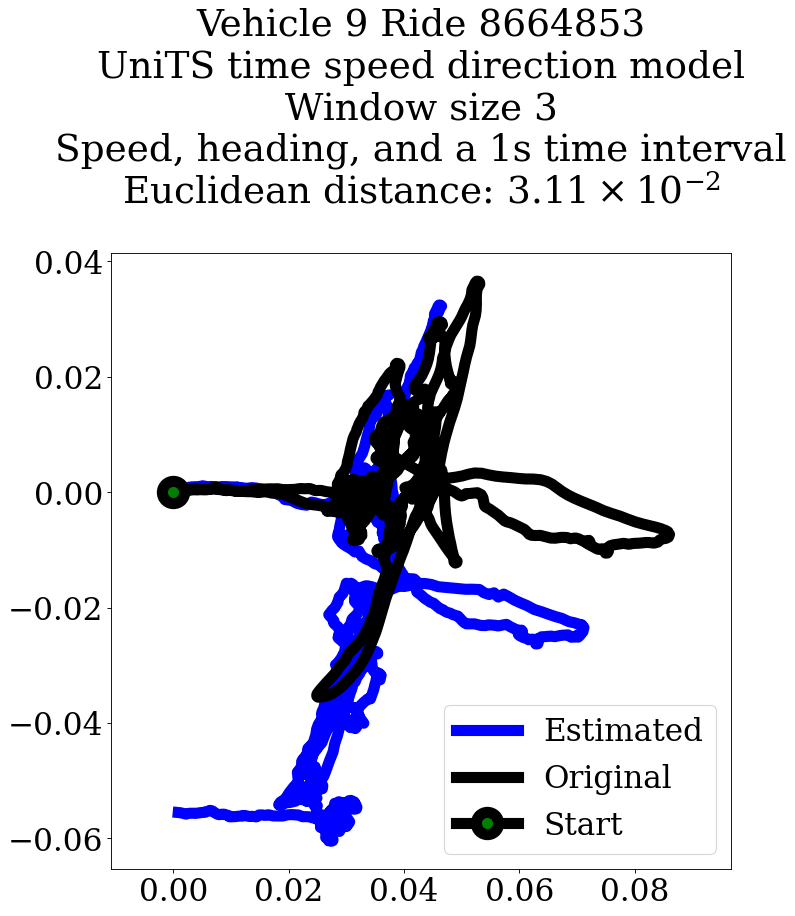 Vehicle 9 Ride 8664853
UniTS time speed direction model
Window size 3
Speed, heading, and a 1s time interval
Euclidean distance: 3.11 × 10⁻²
0.04
0.02
0.00
−0.02
−0.04
−0.06
Estimated
Original
Start
0.00 0.02 0.04 0.06 0.08